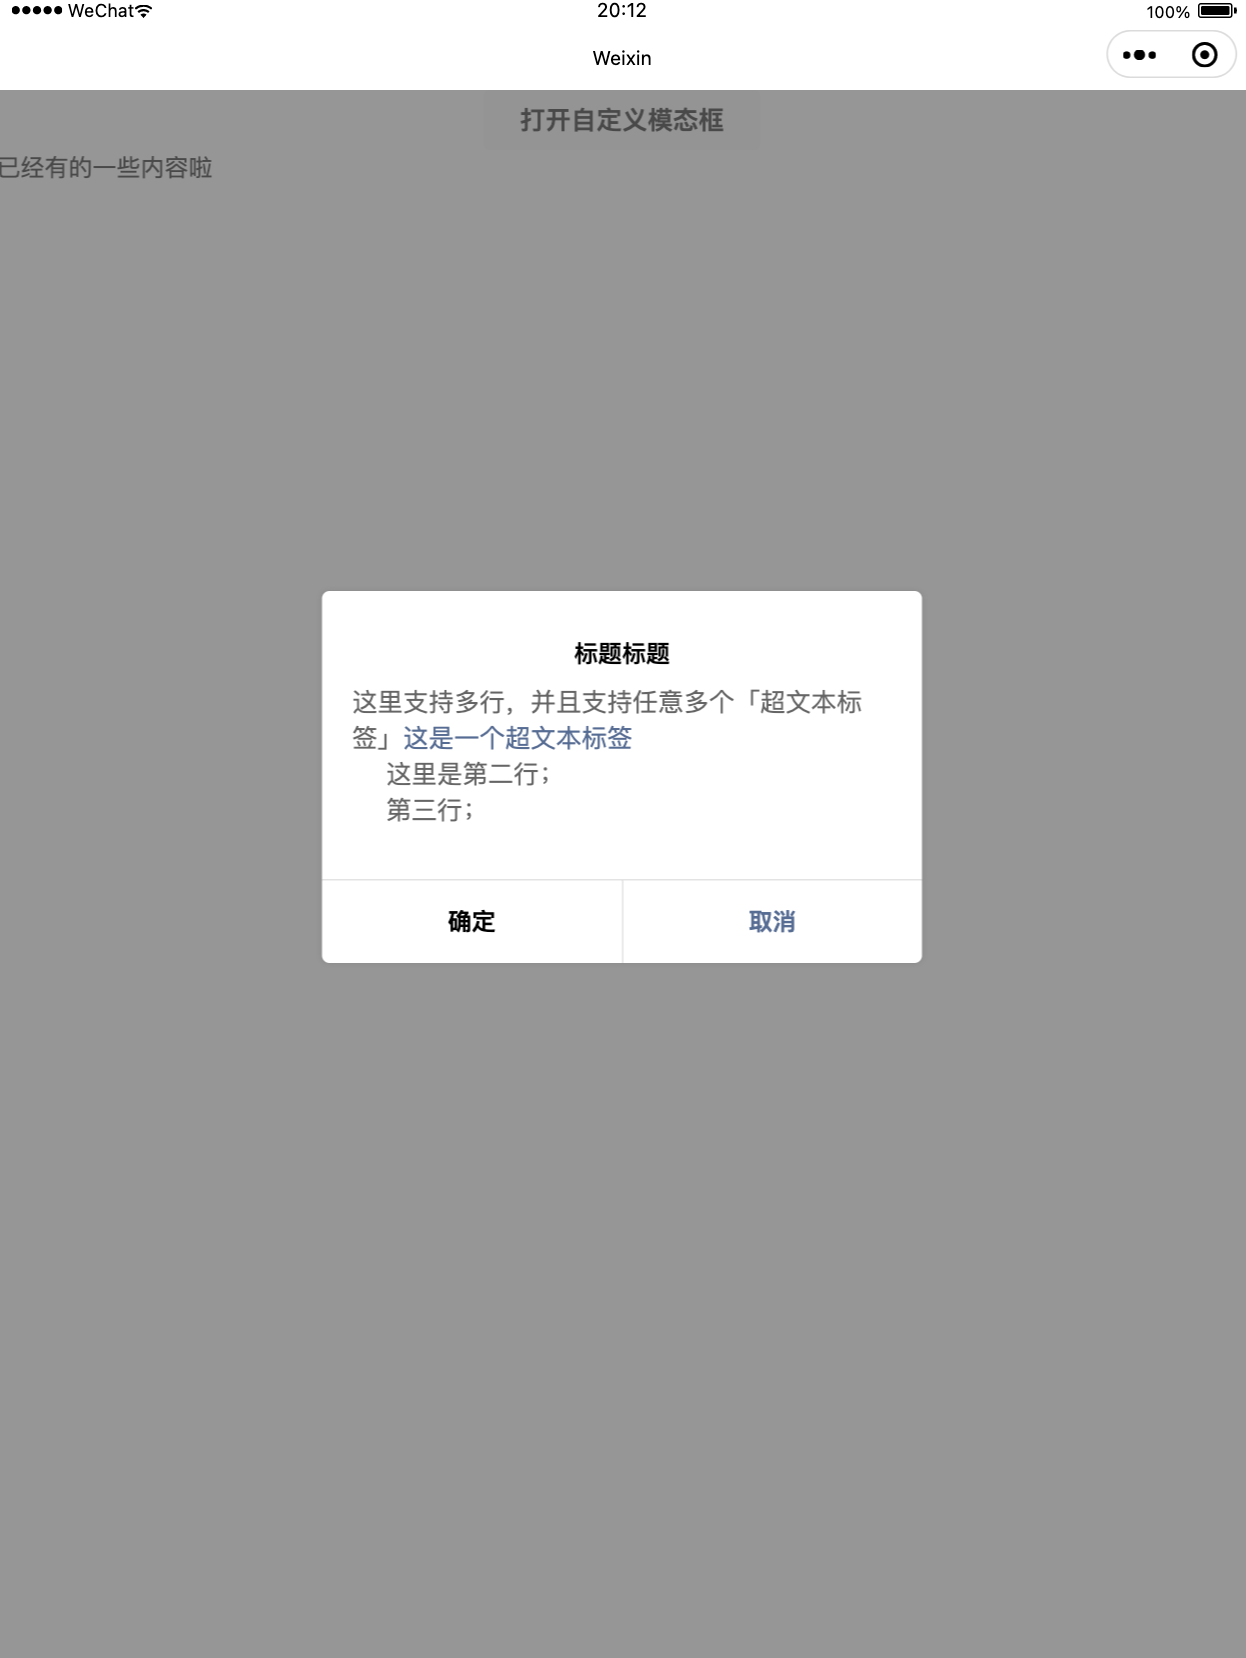 WeChat
20:12
100%
Weixin
打开自定义模态框
已经有的一些内容啦
标题标题
这里支持多行，并且支持任意多个「超文本标
签」这是一个超文本标签
这里是第二行；
第三行；
确定
取消